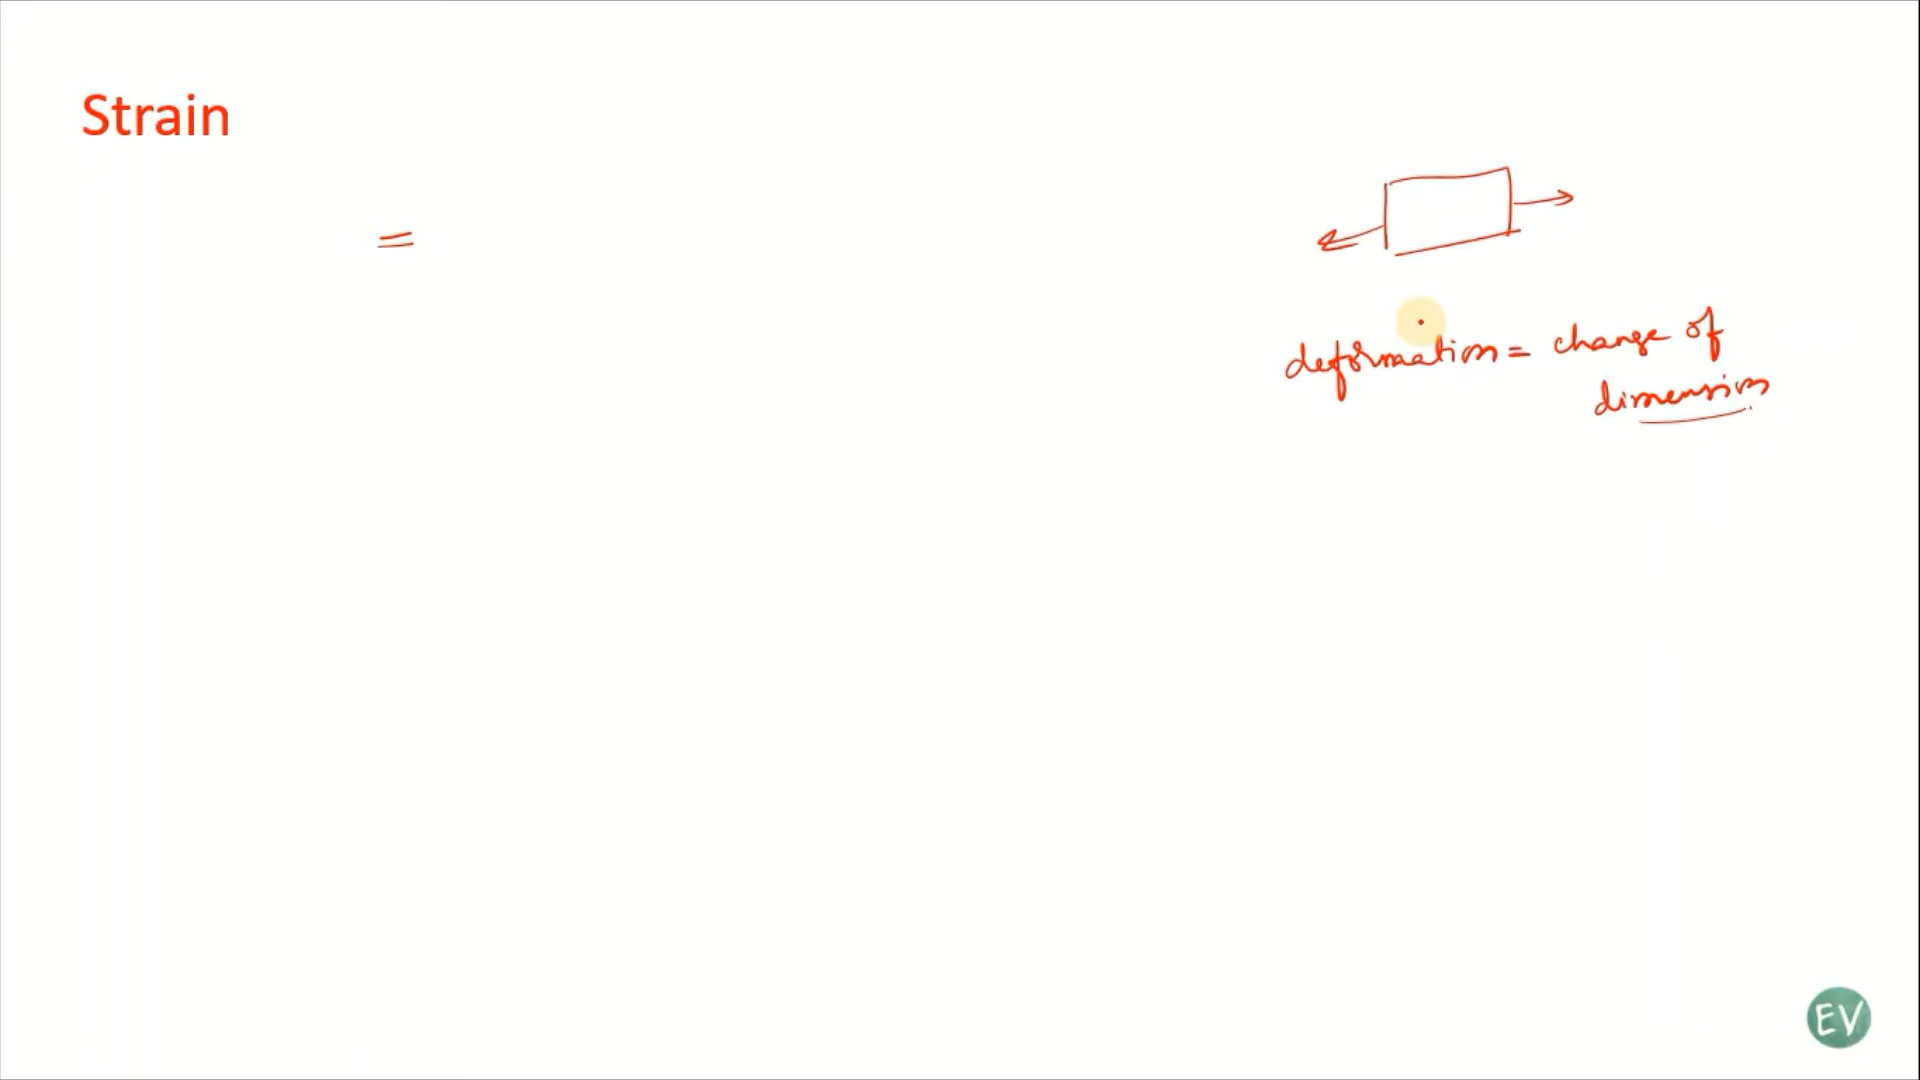 Strain
=
deformation = change of
dimension
EV